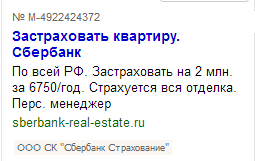 № М-4922424372
Застраховать квартиру.
Сбербанк
По всей РФ. Застраховать на 2 млн.
за 6750/год. Страхуется вся отделка.
Перс. менеджер
sberbank-real-estate.ru
ООО СК "Сбербанк Страхование"